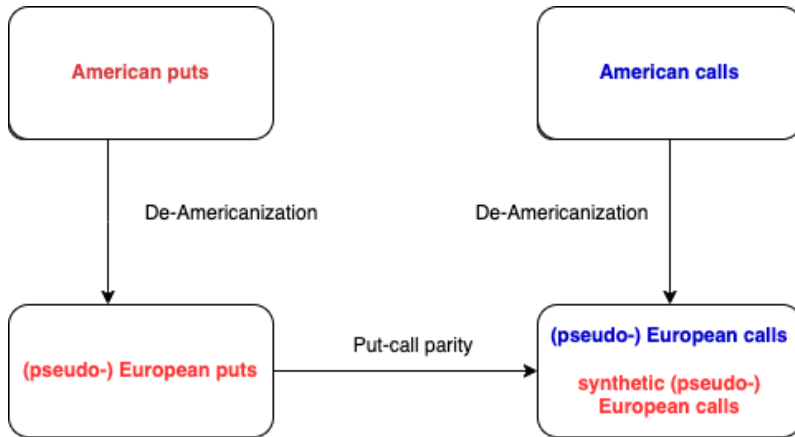 American puts
American calls
De-Americanization
De-Americanization
(pseudo-) European puts
Put-call parity
(pseudo-) European calls
synthetic (pseudo-)
European calls